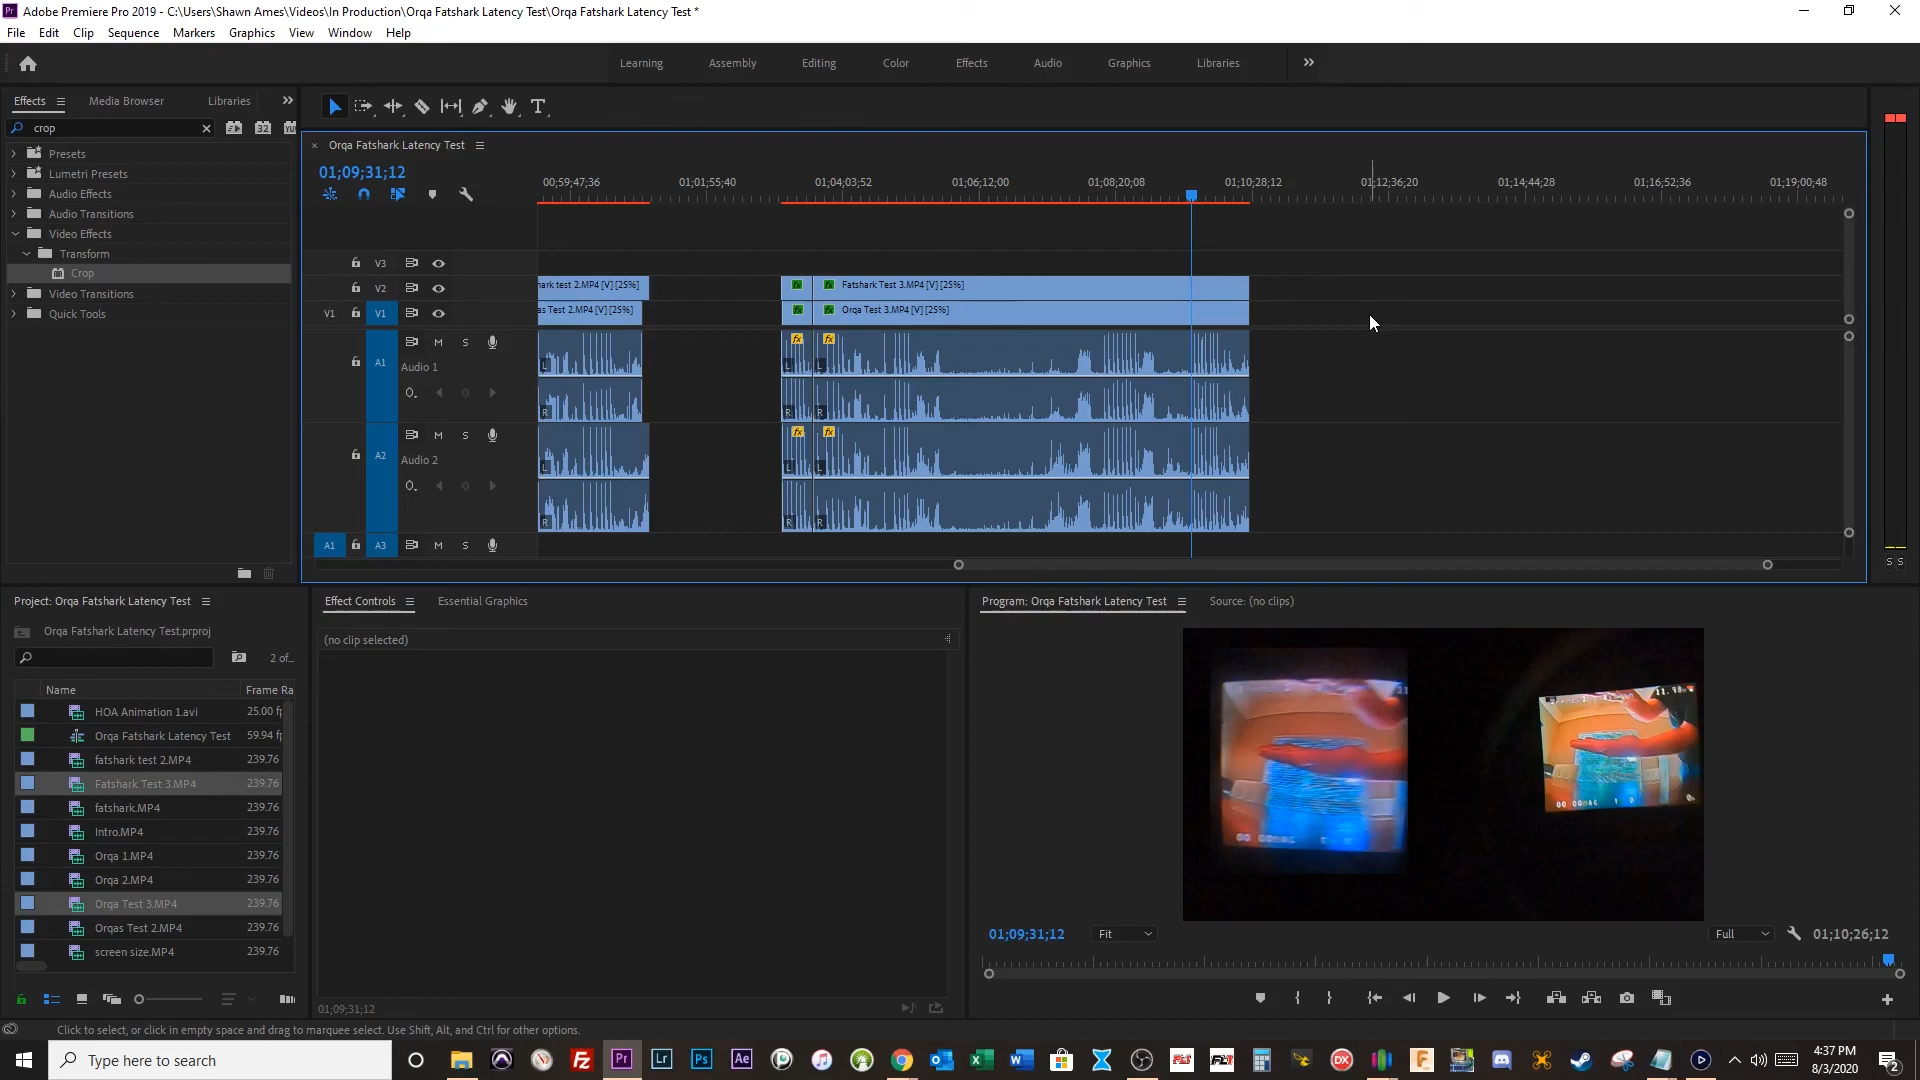 Adobe Premiere Pro 2019 - C:\Users\Shawn Ames\Videos\In Production\Orqa Fatshark Latency Test\Orqa Fatshark Latency Test *
File Edit Clip Sequence Markers Graphics View Window Help
Learning Assembly Editing Color Effects Audio Graphics Libraries
Effects Media Browser Libraries
crop
32
Presets
Lumetri Presets
Audio Effects
Audio Transitions
Video Effects
Transform
Crop
Video Transitions
Quick Tools
Orqa Fatshark Latency Test
01;09;31;12
00;59;47;36 01;01;55;40 01;04;03;52 01;06;12;00 01;08;20;08 01;10;28;12 01;12;36;20 01;14;44;28 01;16;52;36 01;19;00;48
V3
V2
V1 V1
A1 M S
Audio 1
A2 M S
Audio 2
A1 A3 M S
hark test 2.MP4 [V] [25%] Fatshark Test 3.MP4 [V] [25%]
as Test 2.MP4 [V] [25%] Orqa Test 3.MP4 [V] [25%]
fx fx
L L L
R R R
fx fx
L L L
R R R
S S
Project: Orqa Fatshark Latency Test
Orqa Fatshark Latency Test.prproj
2 of...
Name Frame Ra
HOA Animation 1.avi 25.00 fp
Orqa Fatshark Latency Test 59.94 fp
fatshark test 2.MP4 239.76
Fatshark Test 3.MP4 239.76
fatshark.MP4 239.76
Intro.MP4 239.76
Orqa 1.MP4 239.76
Orqa 2.MP4 239.76
Orqa Test 3.MP4 239.76
Orqas Test 2.MP4 239.76
screen size.MP4 239.76
Effect Controls Essential Graphics
(no clip selected)
01;09;31;12
Program: Orqa Fatshark Latency Test Source: (no clips)
01;09;31;12 Fit Full 01;10;26;12
Click to select, or click in empty space and drag to marquee select. Use Shift, Alt, and Ctrl for other options.
Type here to search
Pr Lr Ps Ae
4:37 PM
8/3/2020
2